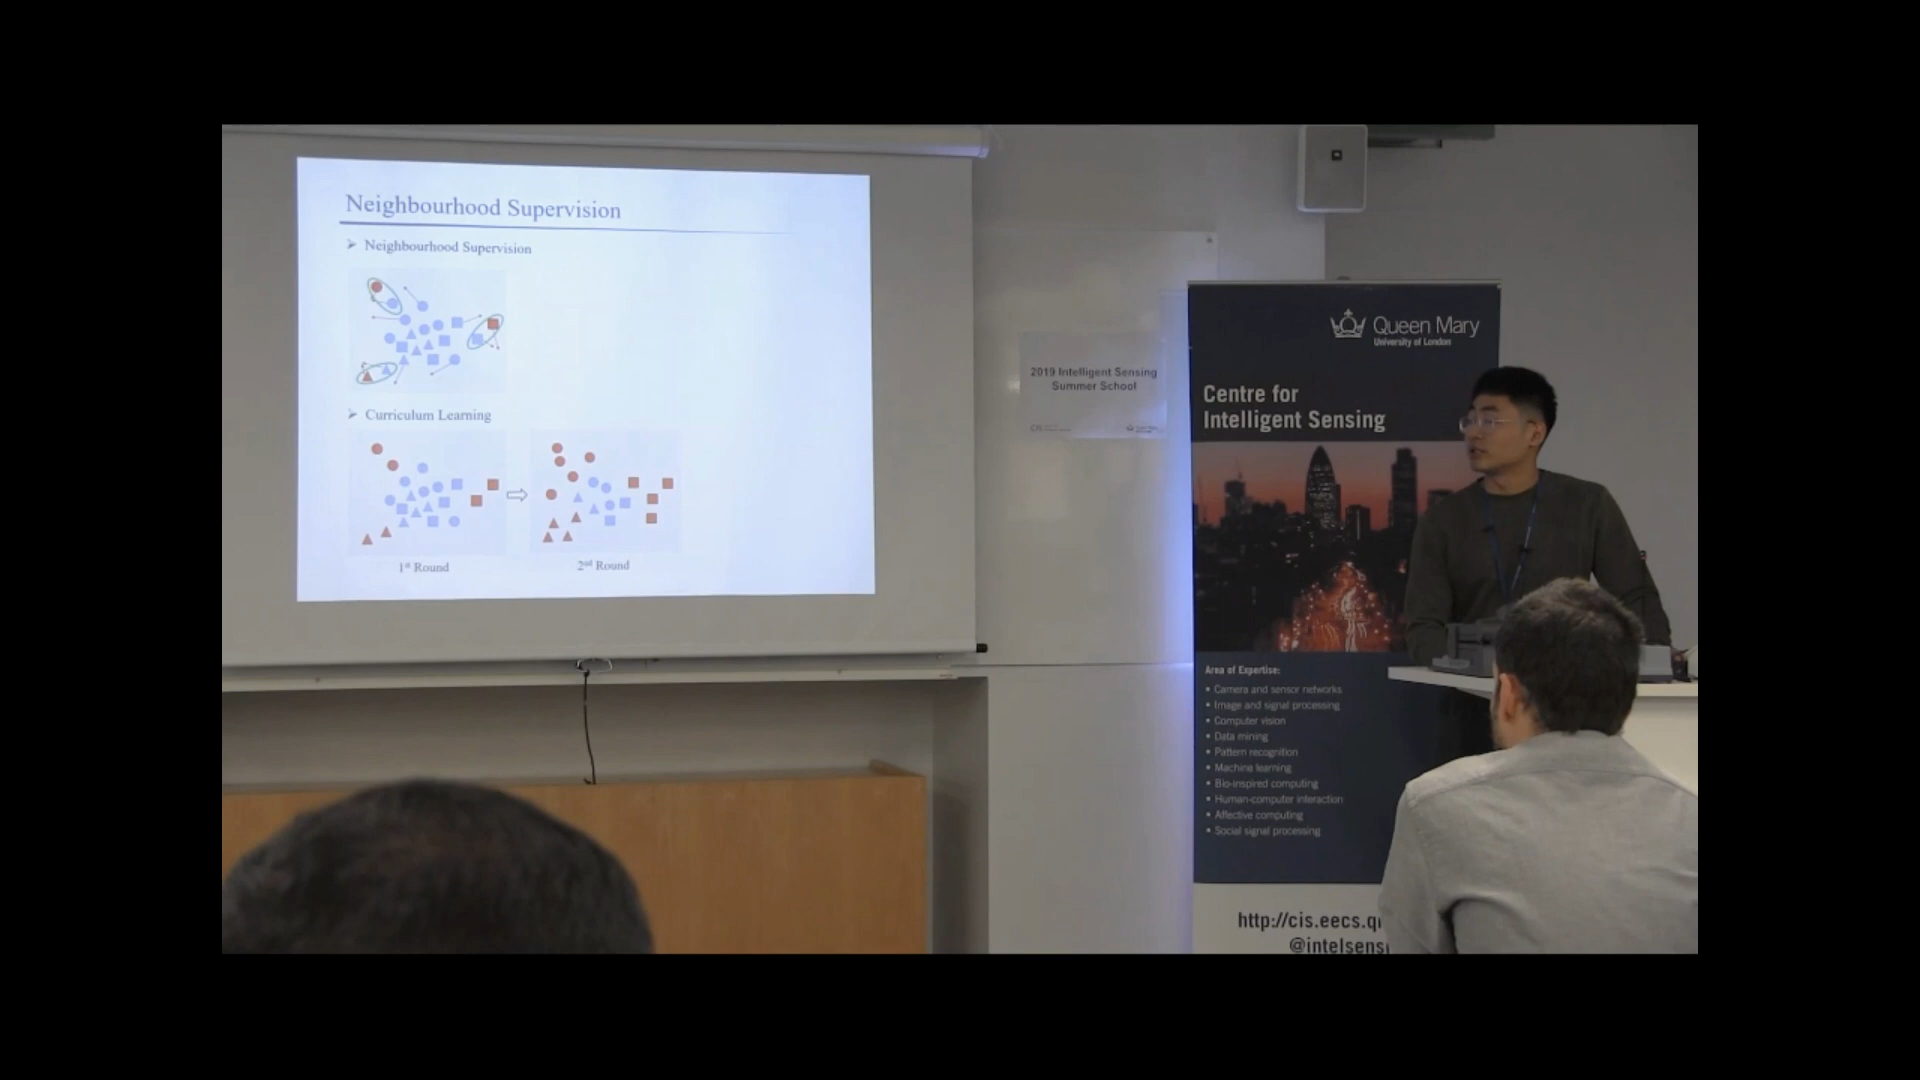 Neighbourhood Supervision
➢ Neighbourhood Supervision
➢ Curriculum Learning
1st Round
2nd Round
2019 Intelligent Sensing
Summer School
Queen Mary
University of London
Centre for
Intelligent Sensing
Area of Expertise:
▪ Camera and sensor networks
▪ Image and signal processing
▪ Computer vision
▪ Data mining
▪ Pattern recognition
▪ Machine learning
▪ Bio-inspired computing
▪ Human-computer interaction
▪ Affective computing
▪ Social signal processing
http://cis.eecs.q
@intelsens